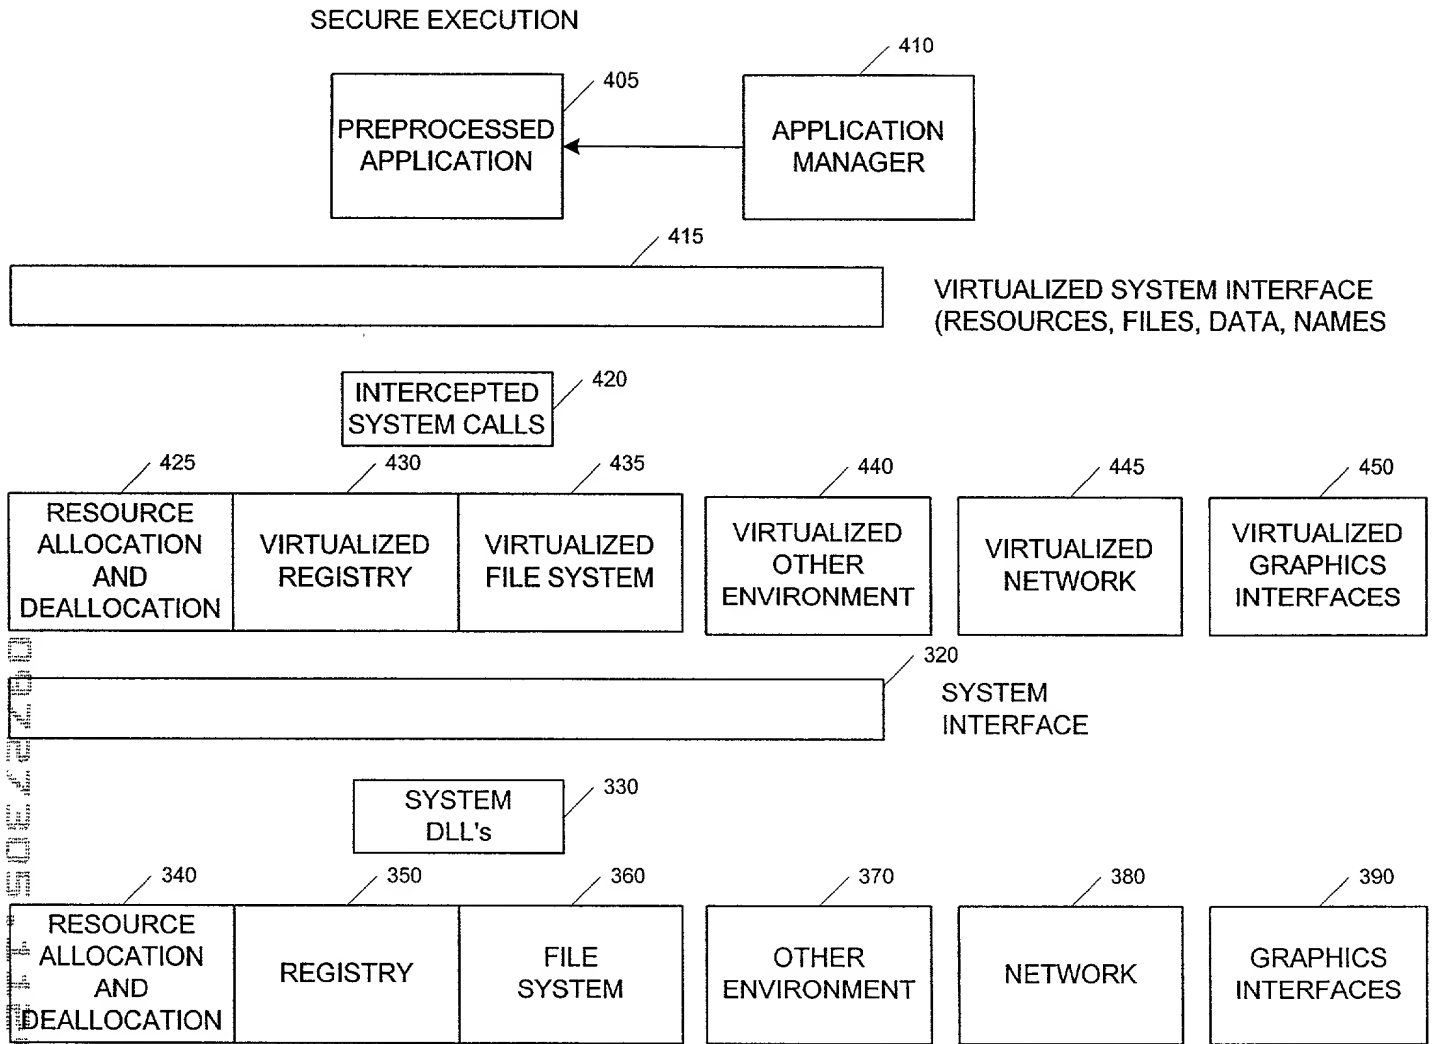 SECURE EXECUTION
410
405
PREPROCESSED
APPLICATION
APPLICATION
MANAGER
415
VIRTUALIZED SYSTEM INTERFACE
(RESOURCES, FILES, DATA, NAMES
INTERCEPTED
SYSTEM CALLS
420
425
430
435
440
445
450
RESOURCE
ALLOCATION
AND
DEALLOCATION
VIRTUALIZED
REGISTRY
VIRTUALIZED
FILE SYSTEM
VIRTUALIZED
OTHER
ENVIRONMENT
VIRTUALIZED
NETWORK
VIRTUALIZED
GRAPHICS
INTERFACES
320
SYSTEM
INTERFACE
SYSTEM
DLL's
330
340
350
360
370
380
390
RESOURCE
ALLOCATION
AND
DEALLOCATION
REGISTRY
FILE
SYSTEM
OTHER
ENVIRONMENT
NETWORK
GRAPHICS
INTERFACES